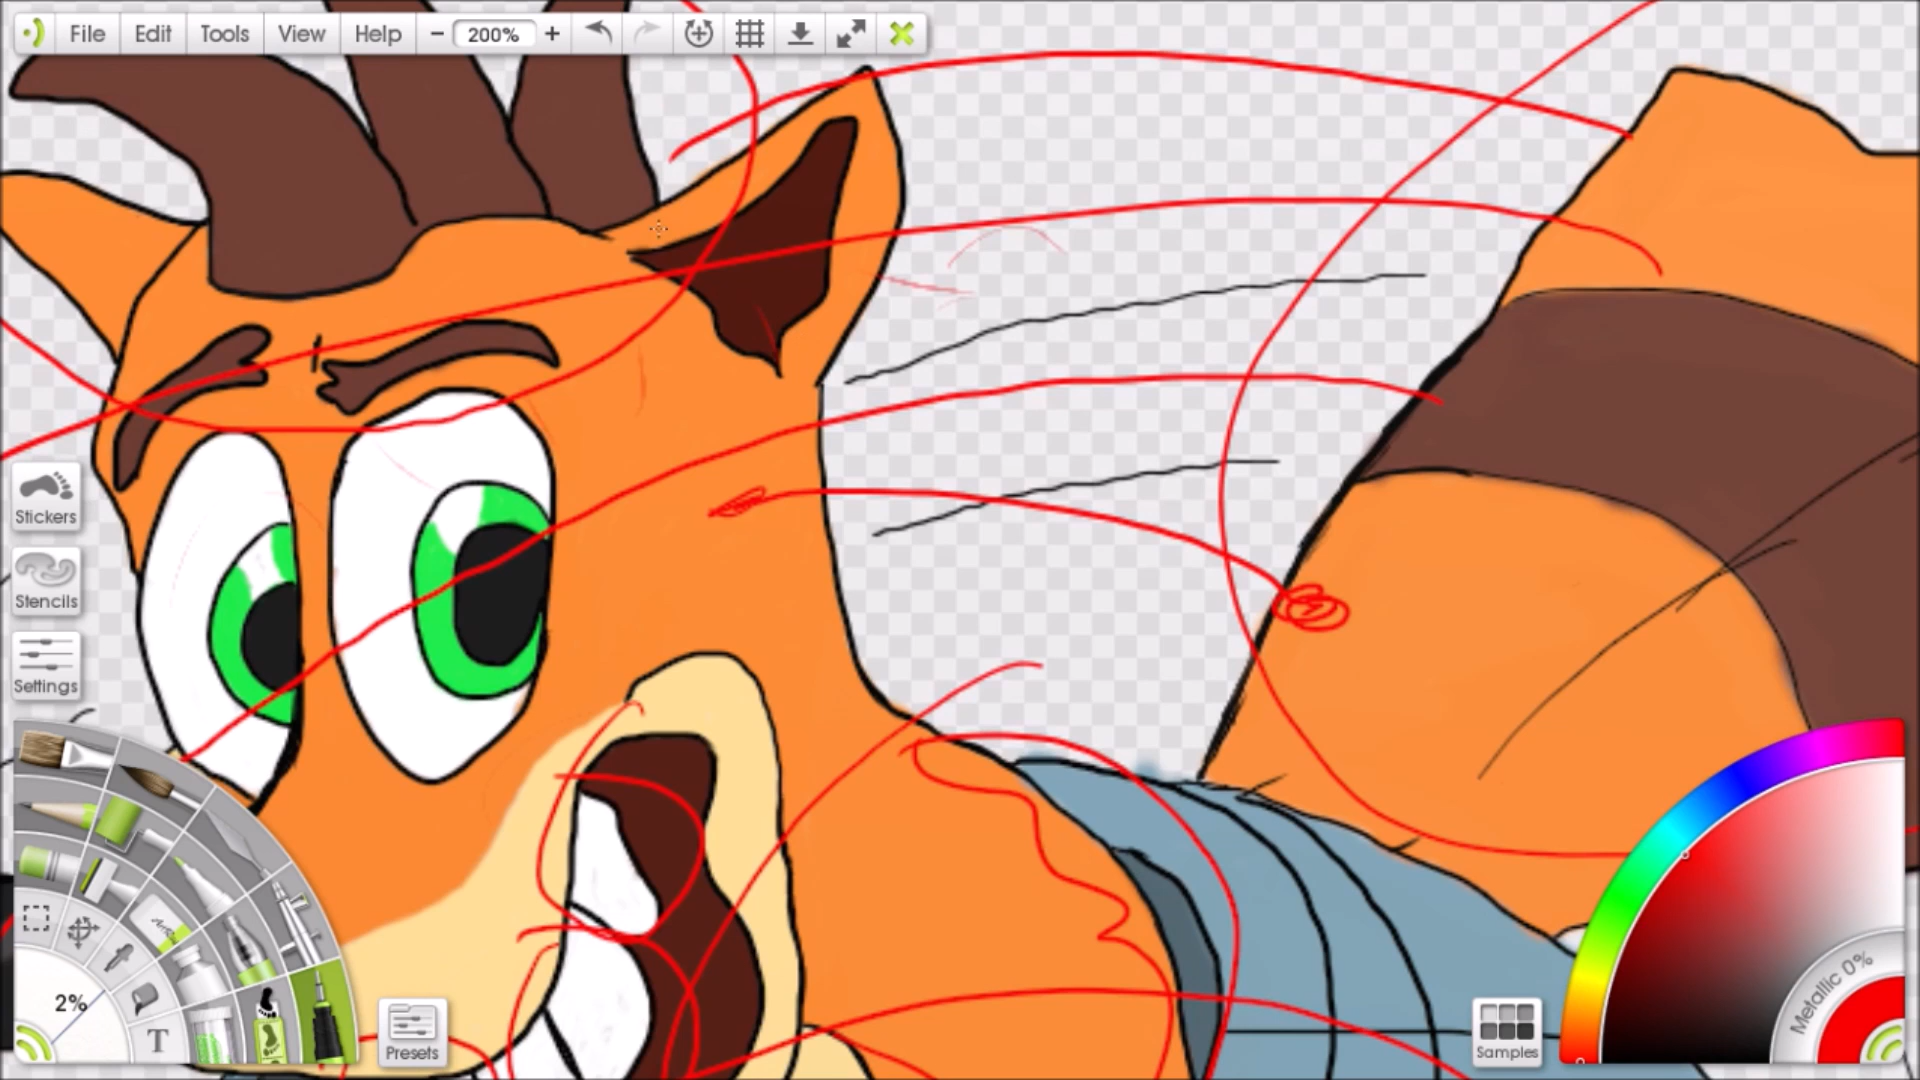 File Edit Tools View Help − 200% +
Stickers
Stencils
Settings
2%
T
Presets
Samples
Metallic 0%